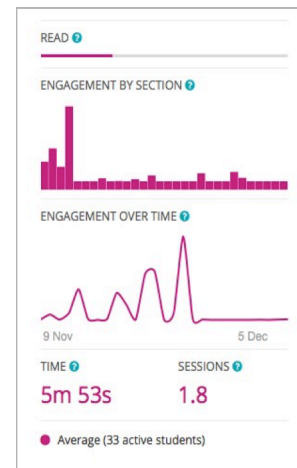 READ ?
ENGAGEMENT BY SECTION ?
ENGAGEMENT OVER TIME ?
9 Nov 5 Dec
TIME ? SESSIONS ?
5m 53s 1.8
Average (33 active students)